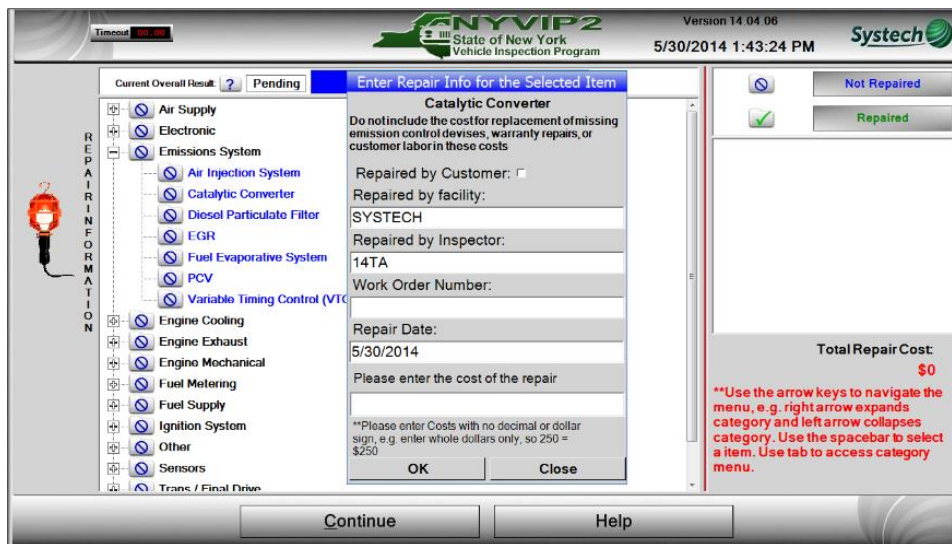 Timeout 00:00
NYVIP2
State of New York
Vehicle Inspection Program
Version 14.04.06
5/30/2014 1:43:24 PM
Systech
Current Overall Result: ? Pending
REPAIR INFORMATION
Air Supply
Electronic
Emissions System
Air Injection System
Catalytic Converter
Diesel Particulate Filter
EGR
Fuel Evaporative System
PCV
Variable Timing Control (VTC
Engine Cooling
Engine Exhaust
Engine Mechanical
Fuel Metering
Fuel Supply
Ignition System
Other
Sensors
Trans / Final Drive
Enter Repair Info for the Selected Item
Catalytic Converter
Do not include the cost for replacement of missing
emission control devises, warranty repairs, or
customer labor in these costs
Repaired by Customer:
Repaired by facility:
SYSTECH
Repaired by Inspector:
14TA
Work Order Number:
Repair Date:
5/30/2014
Please enter the cost of the repair
**Please enter Costs with no decimal or dollar
sign, e.g. enter whole dollars only, so 250 =
$250
OK Close
Not Repaired
Repaired
Total Repair Cost:
$0
**Use the arrow keys to navigate the
menu, e.g. right arrow expands
category and left arrow collapses
category. Use the spacebar to select
a item. Use tab to access category
menu.
Continue Help